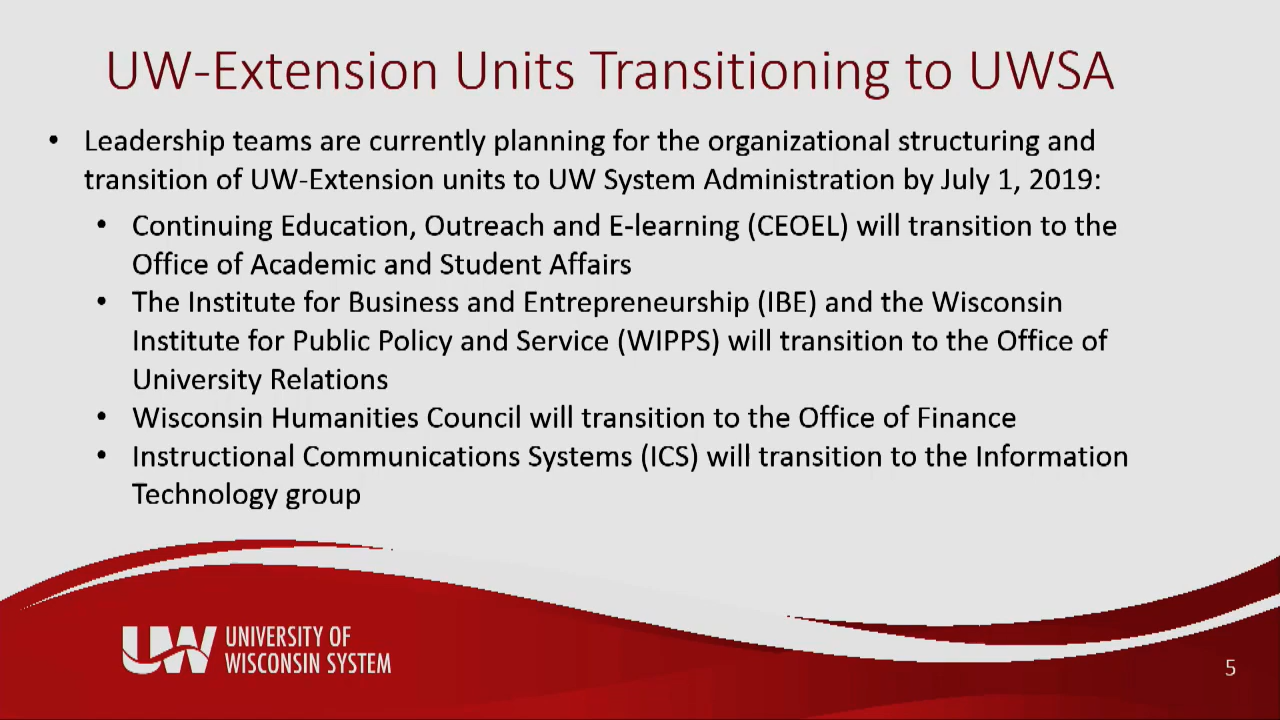 UW-Extension Units Transitioning to UWSA
• Leadership teams are currently planning for the organizational structuring and
transition of UW-Extension units to UW System Administration by July 1, 2019:
• Continuing Education, Outreach and E-learning (CEOEL) will transition to the
Office of Academic and Student Affairs
• The Institute for Business and Entrepreneurship (IBE) and the Wisconsin
Institute for Public Policy and Service (WIPPS) will transition to the Office of
University Relations
• Wisconsin Humanities Council will transition to the Office of Finance
• Instructional Communications Systems (ICS) will transition to the Information
Technology group
UW UNIVERSITY OF
WISCONSIN SYSTEM
5